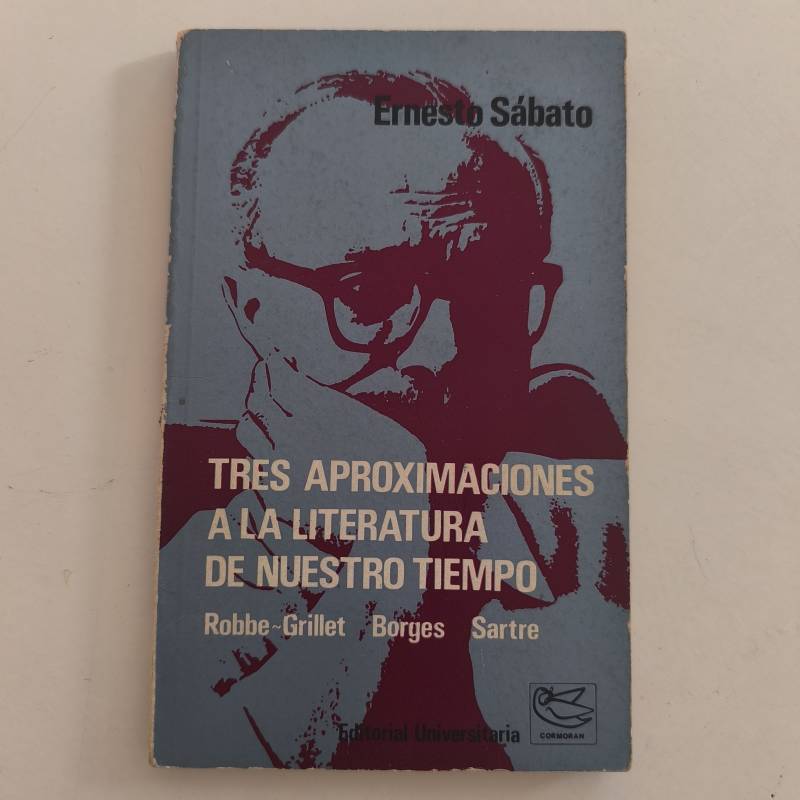 Ernesto Sábato
TRES APROXIMACIONES
A LA LITERATURA
DE NUESTRO TIEMPO
Robbe~Grillet Borges Sartre
Editorial Universitaria
CORMORAN